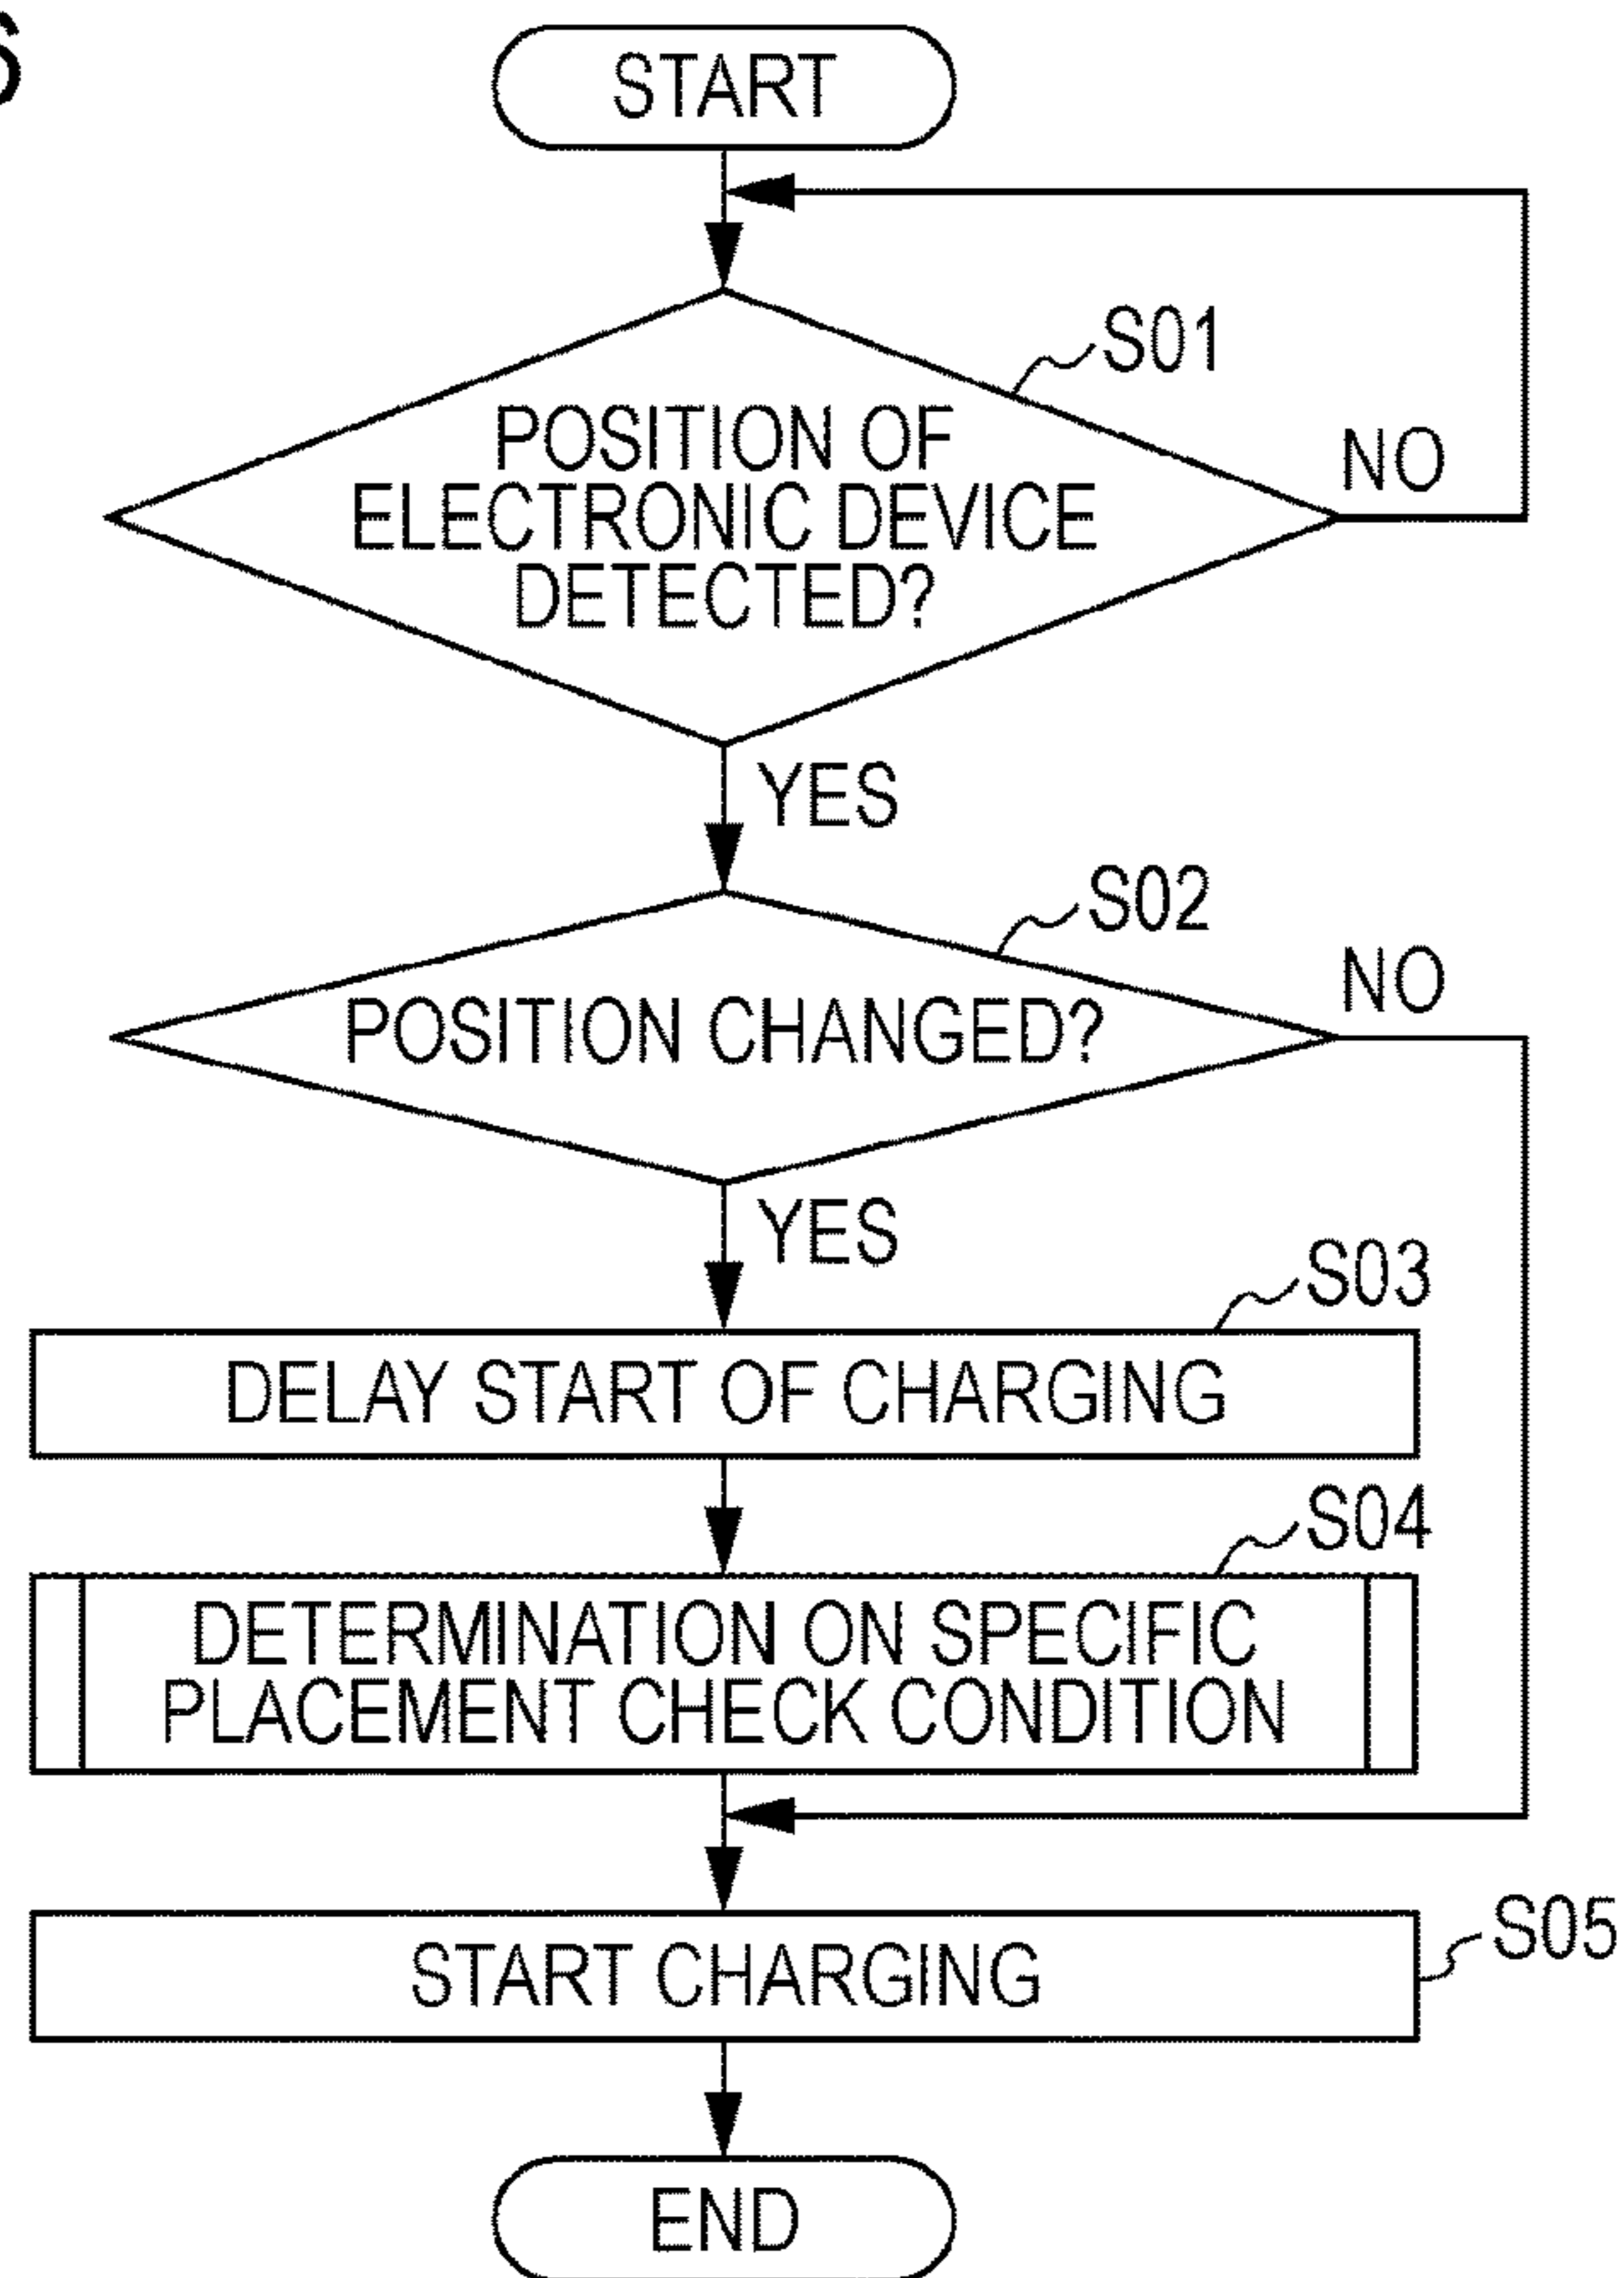 START
S01
POSITION OF
ELECTRONIC DEVICE
DETECTED?
NO
YES
S02
POSITION CHANGED?
NO
YES
S03
DELAY START OF CHARGING
S04
DETERMINATION ON SPECIFIC
PLACEMENT CHECK CONDITION
START CHARGING
S05
END